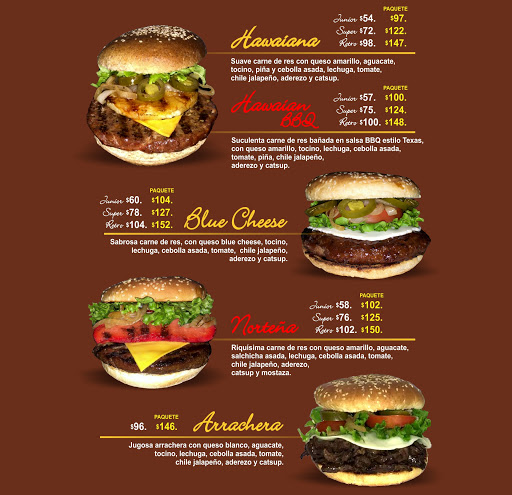 PAQUETE
Hawaiana Junior $54. $97.
Super $72. $122.
Retro $98. $147.
Suave carne de res con queso amarillo, aguacate,
tocino, piña y cebolla asada, lechuga, tomate,
chile jalapeño, aderezo y catsup.
Hawaiian
BBQ
Junior $57. $100.
Super $75. $124.
Retro $100. $148.
Suculenta carne de res bañada en salsa BBQ estilo Texas,
con queso amarillo, tocino, lechuga, cebolla asada,
tomate, piña, chile jalapeño,
aderezo y catsup.
PAQUETE
Junior $60. $104.
Super $78. $127.
Retro $104. $152.
Blue Cheese
Sabrosa carne de res, con queso blue cheese, tocino,
lechuga, cebolla asada, tomate, chile jalapeño,
aderezo y catsup.
PAQUETE
Junior $58. $102.
Super $76. $125.
Retro $102. $150.
Norteña
Riquísima carne de res con queso amarillo, aguacate,
salchicha asada, lechuga, cebolla asada, tomate,
chile jalapeño, aderezo,
catsup y mostaza.
PAQUETE
$96. $146. Arrachera
Jugosa arrachera con queso blanco, aguacate,
tocino, lechuga, cebolla asada, tomate,
chile jalapeño, aderezo y catsup.